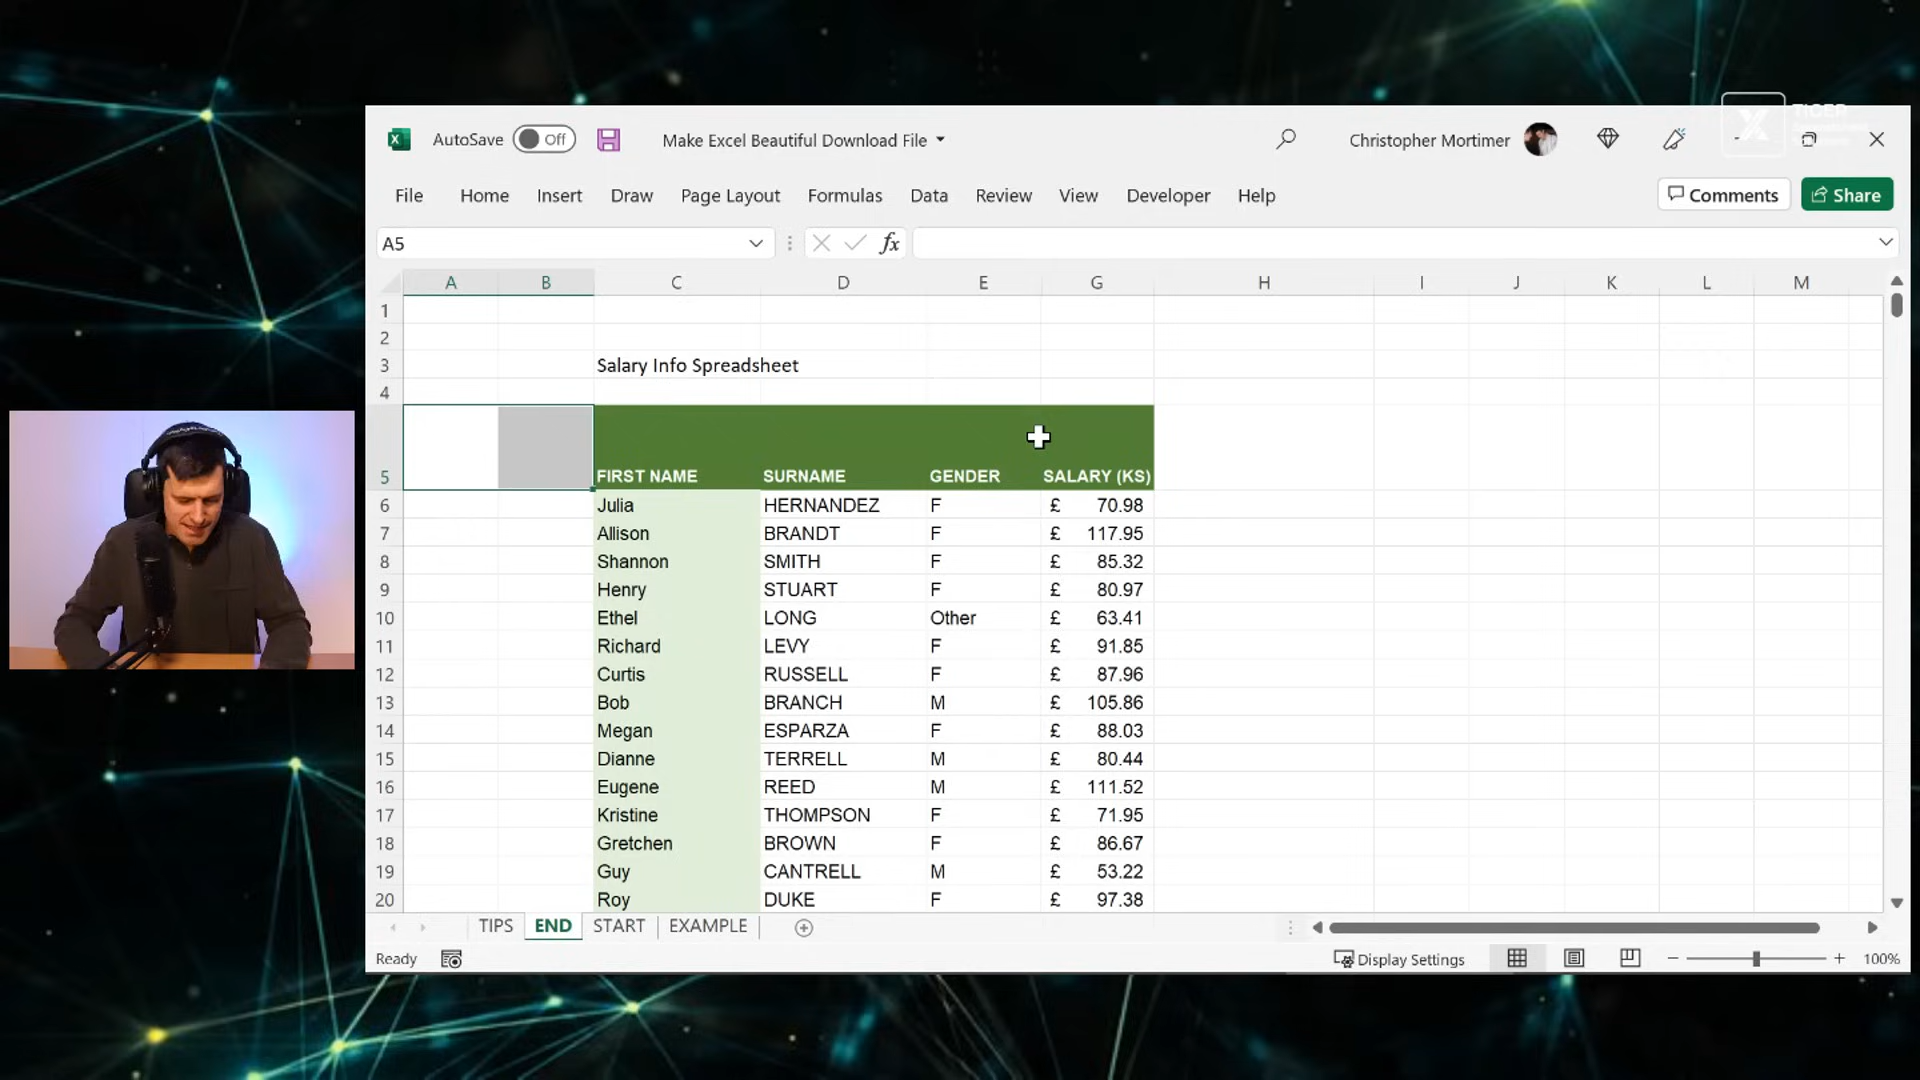 TIGER
AutoSave Off Make Excel Beautiful Download File Christopher Mortimer
File Home Insert Draw Page Layout Formulas Data Review View Developer Help Comments Share
A5 fx
A B C D E G H I J K L M
1
2
3 Salary Info Spreadsheet
4
5 FIRST NAME SURNAME GENDER SALARY (KS)
6 Julia HERNANDEZ F £ 70.98
7 Allison BRANDT F £ 117.95
8 Shannon SMITH F £ 85.32
9 Henry STUART F £ 80.97
10 Ethel LONG Other £ 63.41
11 Richard LEVY F £ 91.85
12 Curtis RUSSELL F £ 87.96
13 Bob BRANCH M £ 105.86
14 Megan ESPARZA F £ 88.03
15 Dianne TERRELL M £ 80.44
16 Eugene REED M £ 111.52
17 Kristine THOMPSON F £ 71.95
18 Gretchen BROWN F £ 86.67
19 Guy CANTRELL M £ 53.22
20 Roy DUKE F £ 97.38
TIPS END START EXAMPLE
Ready Display Settings 100%